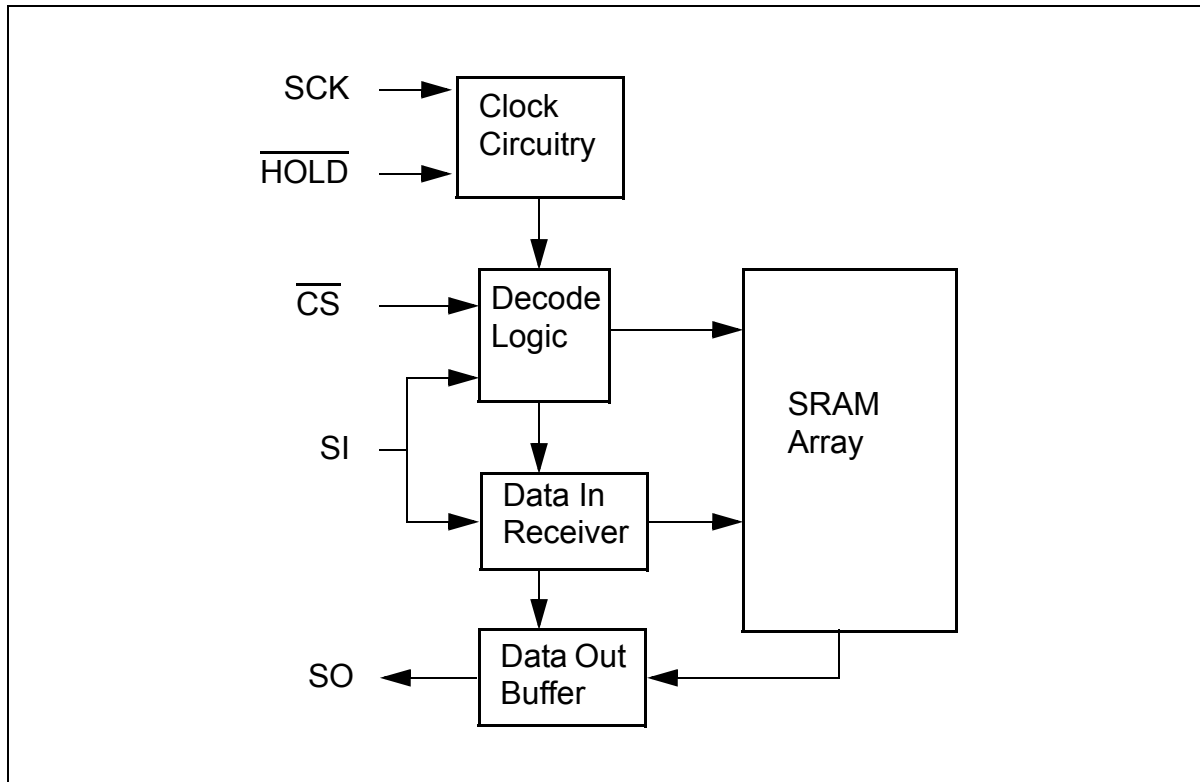 SCK
Clock
Circuitry
HOLD
CS
Decode
Logic
SI
SRAM
Array
Data In
Receiver
SO
Data Out
Buffer